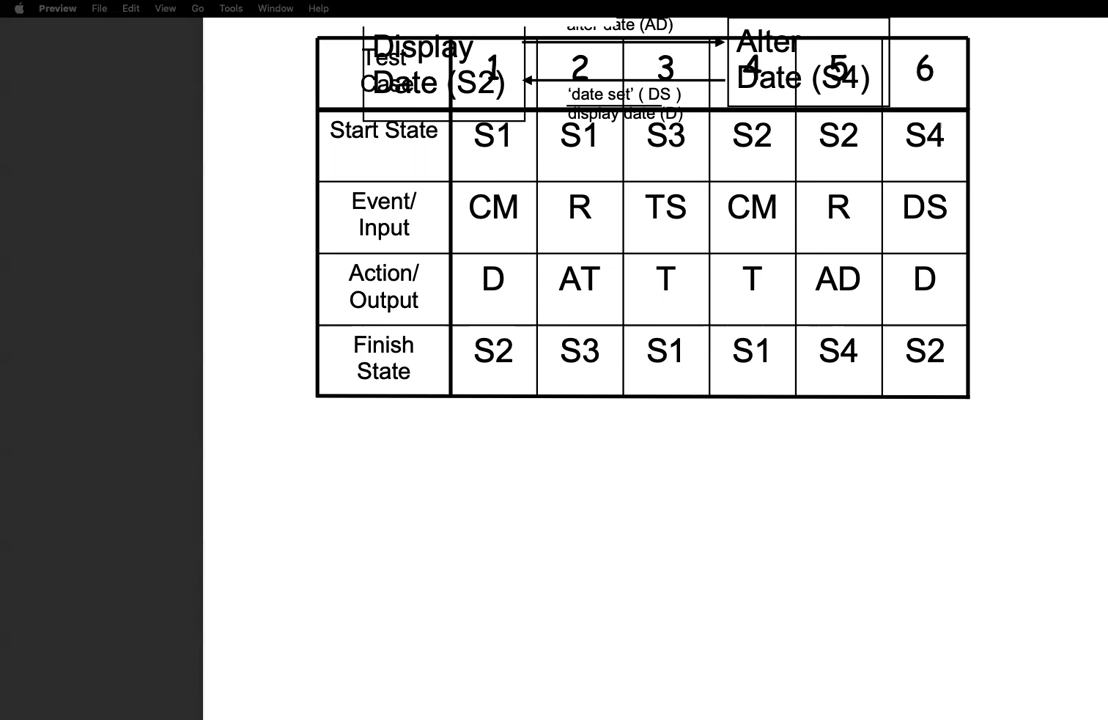 Preview File Edit View Go Tools Window Help
alter date (AD)
Display
Date (S2)
Alter
Date (S4)
‘date set’ ( DS )
display date (D)
Test
Case
1 2 3 4 5 6
Start State S1 S1 S3 S2 S2 S4
Event/
Input
CM R TS CM R DS
Action/
Output
D AT T T AD D
Finish
State
S2 S3 S1 S1 S4 S2